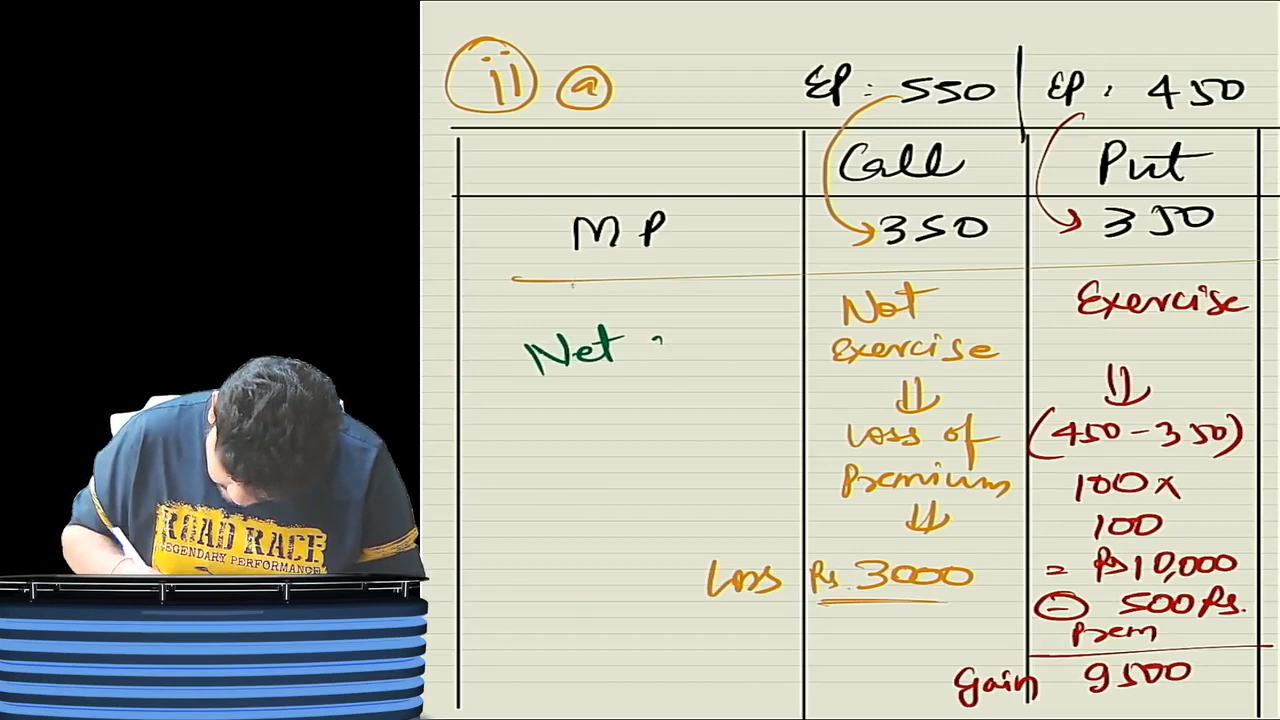 ii a EP: 550 EP: 450
Call Put
MP 350 350
Not Exercise
Net : Exercise
Loss of (450-350)
Premium 100x
100
Loss Rs. 3000 = Rs 10,000
- 500 Rs.
Prem
Gain 9500
ROAD RACE
LEGENDARY PERFORMANCE